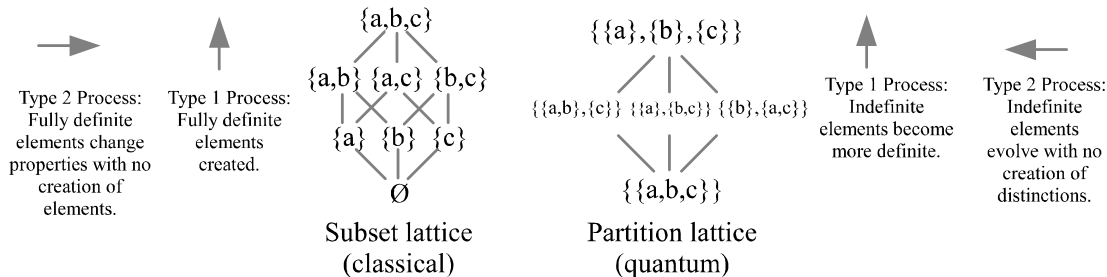 Type 2 Process:
Fully definite
elements change
properties with no
creation of
elements.
Type 1 Process:
Fully definite
elements
created.
{a,b,c}
{a,b} {a,c} {b,c}
{a} {b} {c}
Ø
Subset lattice
(classical)
{{a},{b},{c}}
{{a,b},{c}} {{a},{b,c}} {{b},{a,c}}
{{a,b,c}}
Partition lattice
(quantum)
Type 1 Process:
Indefinite
elements become
more definite.
Type 2 Process:
Indefinite
elements
evolve with no
creation of
distinctions.